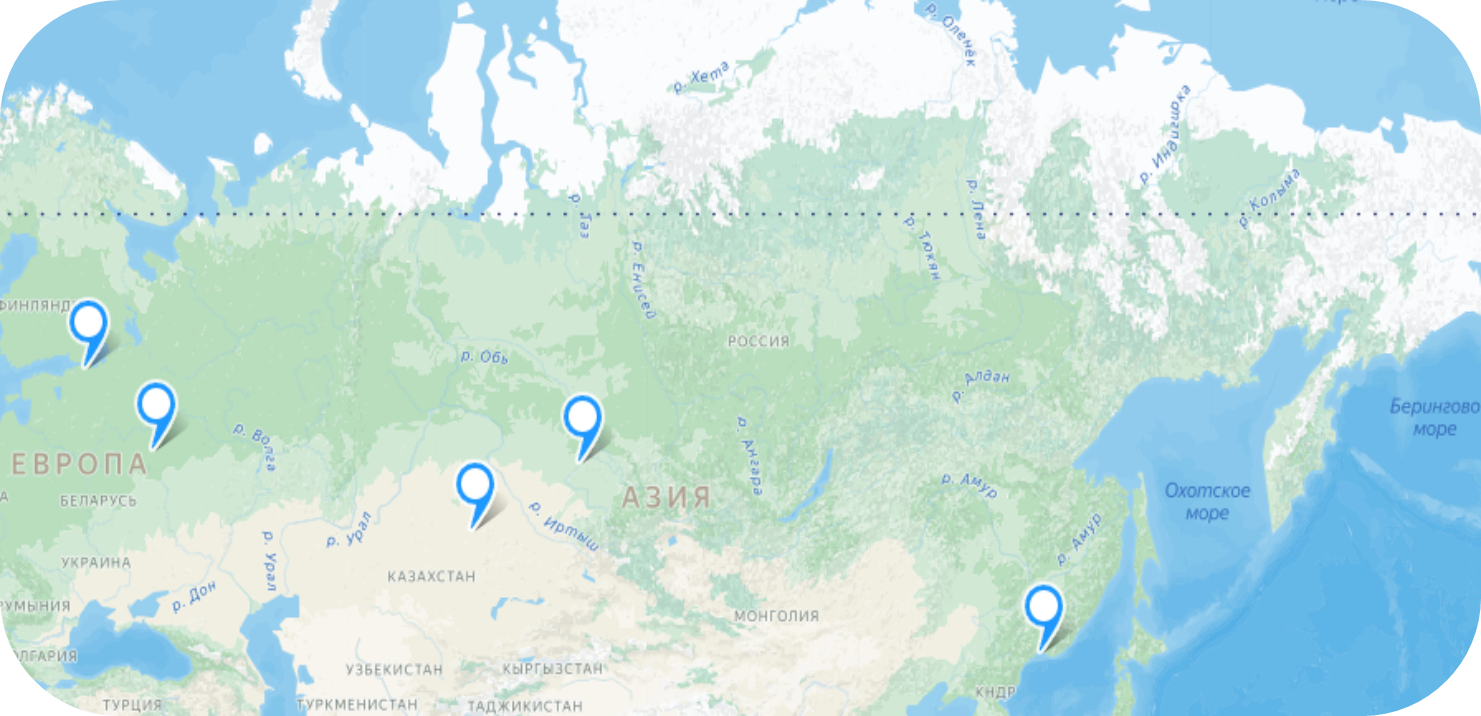 р. Оленёк
р. Хета
р. Индигирка
р. Колыма
р. Таз
р. Лена
р. Тюкян
р. Енисей
ФИНЛЯНД
РОССИЯ
р. Обь
р. Алдан
Берингово
море
р. Волга
р. Ангара
ЕВРОПА
АЗИЯ
р. Амур
Охотское
море
БЕЛАРУСЬ
р. Урал
р. Иртыш
р. Амур
р. Урал
УКРАИНА
КАЗАХСТАН
р. Дон
РУМЫНИЯ
МОНГОЛИЯ
ЛГАРИЯ
УЗБЕКИСТАН
КЫРГЫЗСТАН
КНДР
ТУРЦИЯ
ТУРКМЕНИСТАН
ТАДЖИКИСТАН